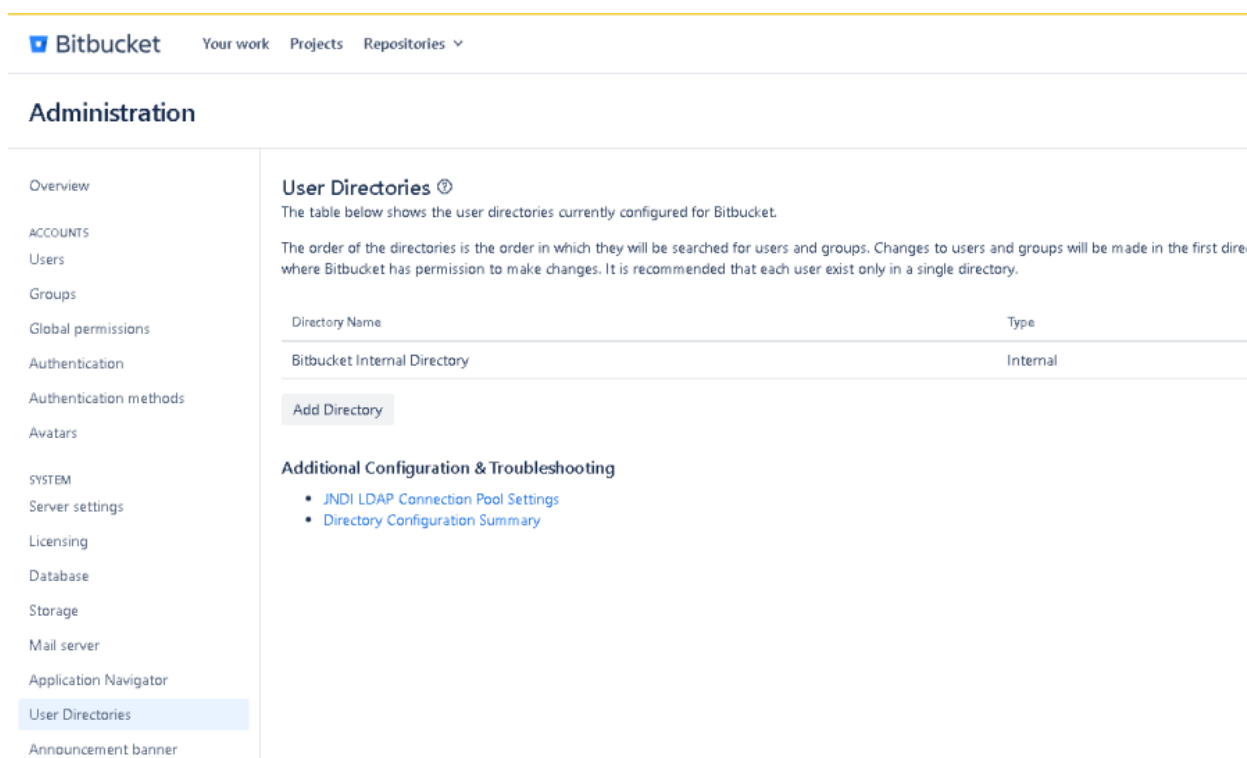 Bitbucket Your work Projects Repositories
Administration
Overview
ACCOUNTS
Users
Groups
Global permissions
Authentication
Authentication methods
Avatars
SYSTEM
Server settings
Licensing
Database
Storage
Mail server
Application Navigator
User Directories
Announcement banner
User Directories
The table below shows the user directories currently configured for Bitbucket.
The order of the directories is the order in which they will be searched for users and groups. Changes to users and groups will be made in the first dire
where Bitbucket has permission to make changes. It is recommended that each user exist only in a single directory.
Directory Name Type
Bitbucket Internal Directory Internal
Add Directory
Additional Configuration & Troubleshooting
• JNDI LDAP Connection Pool Settings
• Directory Configuration Summary